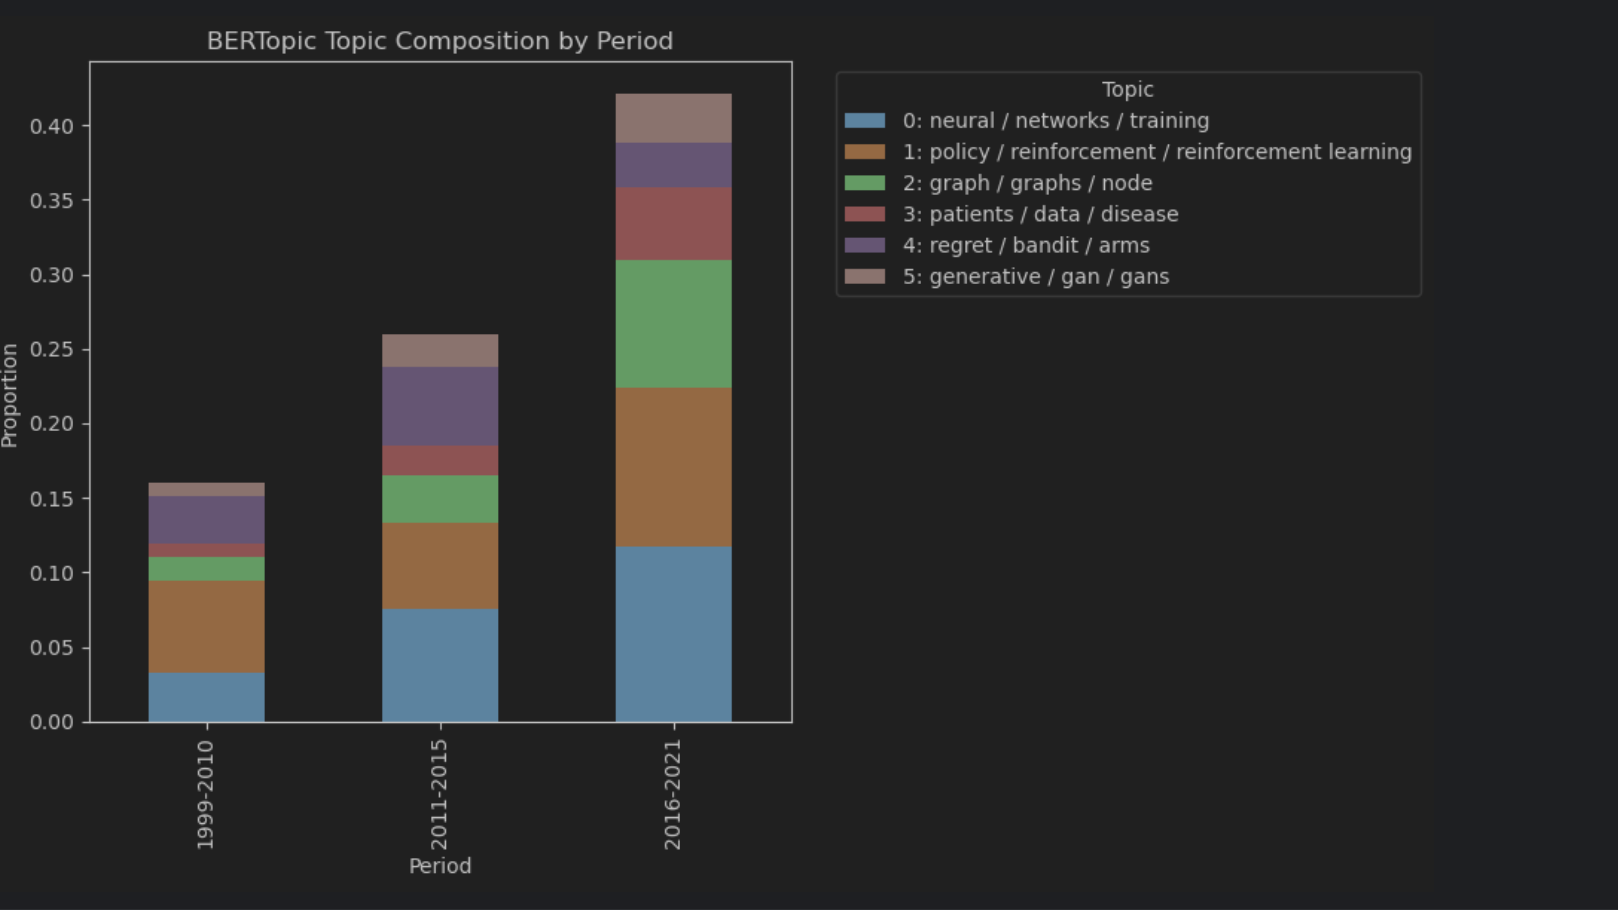 BERTopic Topic Composition by Period
Topic
0: neural / networks / training
1: policy / reinforcement / reinforcement learning
2: graph / graphs / node
3: patients / data / disease
4: regret / bandit / arms
5: generative / gan / gans
Proportion
0.40
0.35
0.30
0.25
0.20
0.15
0.10
0.05
0.00
1999-2010
2011-2015
2016-2021
Period